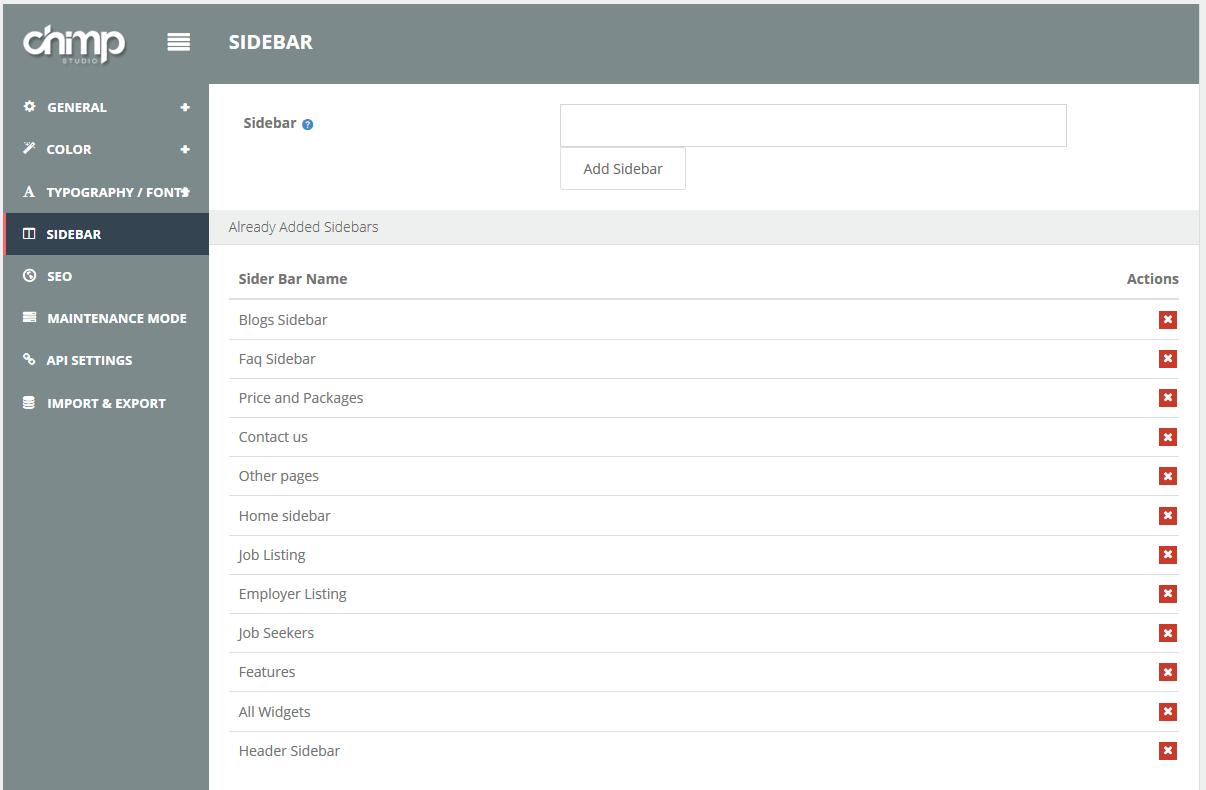 chimp
STUDIO
SIDEBAR
GENERAL
COLOR
TYPOGRAPHY / FONTS
SIDEBAR
SEO
MAINTENANCE MODE
API SETTINGS
IMPORT & EXPORT
Sidebar ?
Add Sidebar
Already Added Sidebars
Sider Bar Name Actions
Blogs Sidebar
Faq Sidebar
Price and Packages
Contact us
Other pages
Home sidebar
Job Listing
Employer Listing
Job Seekers
Features
All Widgets
Header Sidebar